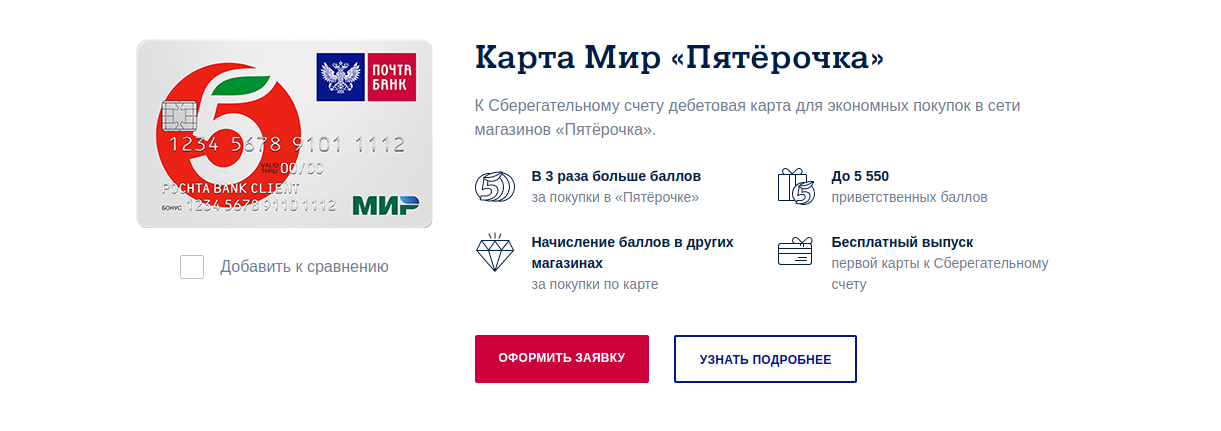 ПОЧТА
БАНК
5
1234 5678 9101 1112
VALID
THRU 00/00
POCHTA BANK CLIENT
БОНУС 1234 5678 91101112
МИР
Добавить к сравнению
Карта Мир «Пятёрочка»
К Сберегательному счету дебетовая карта для экономных покупок в сети
магазинов «Пятёрочка».
В 3 раза больше баллов
за покупки в «Пятёрочке»
До 5 550
приветственных баллов
Начисление баллов в других
магазинах
за покупки по карте
Бесплатный выпуск
первой карты к Сберегательному
счету
ОФОРМИТЬ ЗАЯВКУ
УЗНАТЬ ПОДРОБНЕЕ